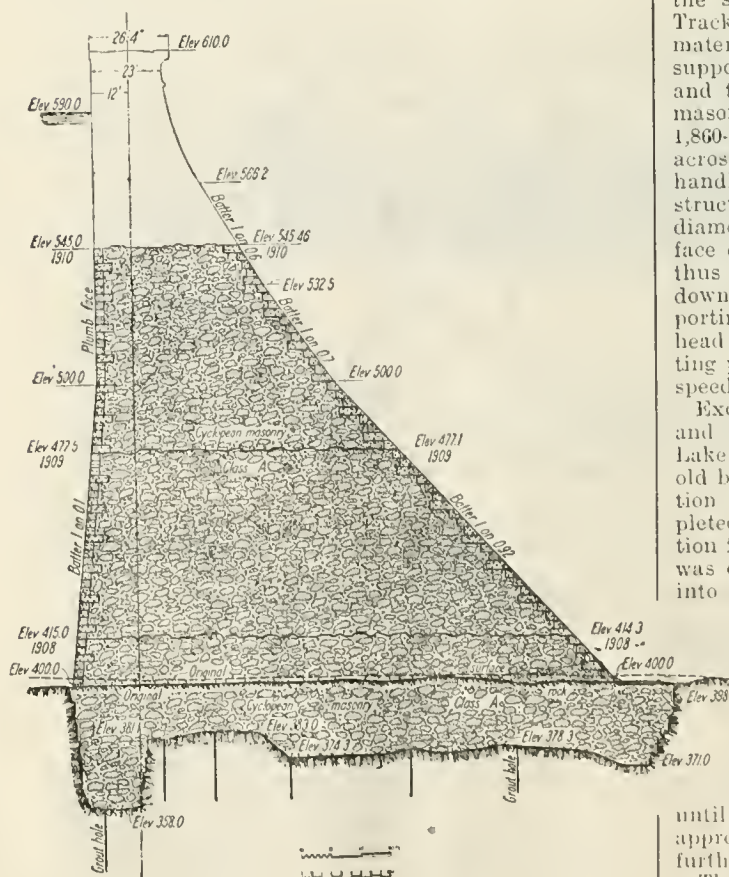 26.4"
Elev 610.0
23'
12'
Elev 590.0
Elev 566.2
Batter 1 on 0.6
Elev 545.0
1910
Elev 545.46
1910
Elev 532.5
Plumb face
Batter 1 on 0.7
Elev 500.0
Elev 500.0
Cyclopean masonry
Class A
Elev 477.5
1909
Elev 477.1
1909
Batter 1 on 0.1
Batter 1 on 0.92
Elev 415.0
1908
Elev 414.3
1908
Elev 400.0
Original
Surface
Elev 400.0
Original
Cyclopean masonry
Class A
rock
Elev 398
Elev 381.1
383.0
Elev 374.3
Elev 378.3
Elev 371.0
Elev 358.0
Grout hole
Grout hole
the s
Track
mater
suppo
and t
mason
1,860-
acros
hand
struct
diame
face o
thus
down
portin
head
ting y
speed
Exc
and
Lake
old b
tion
pleted
tion
was c
into
until
appro
furth